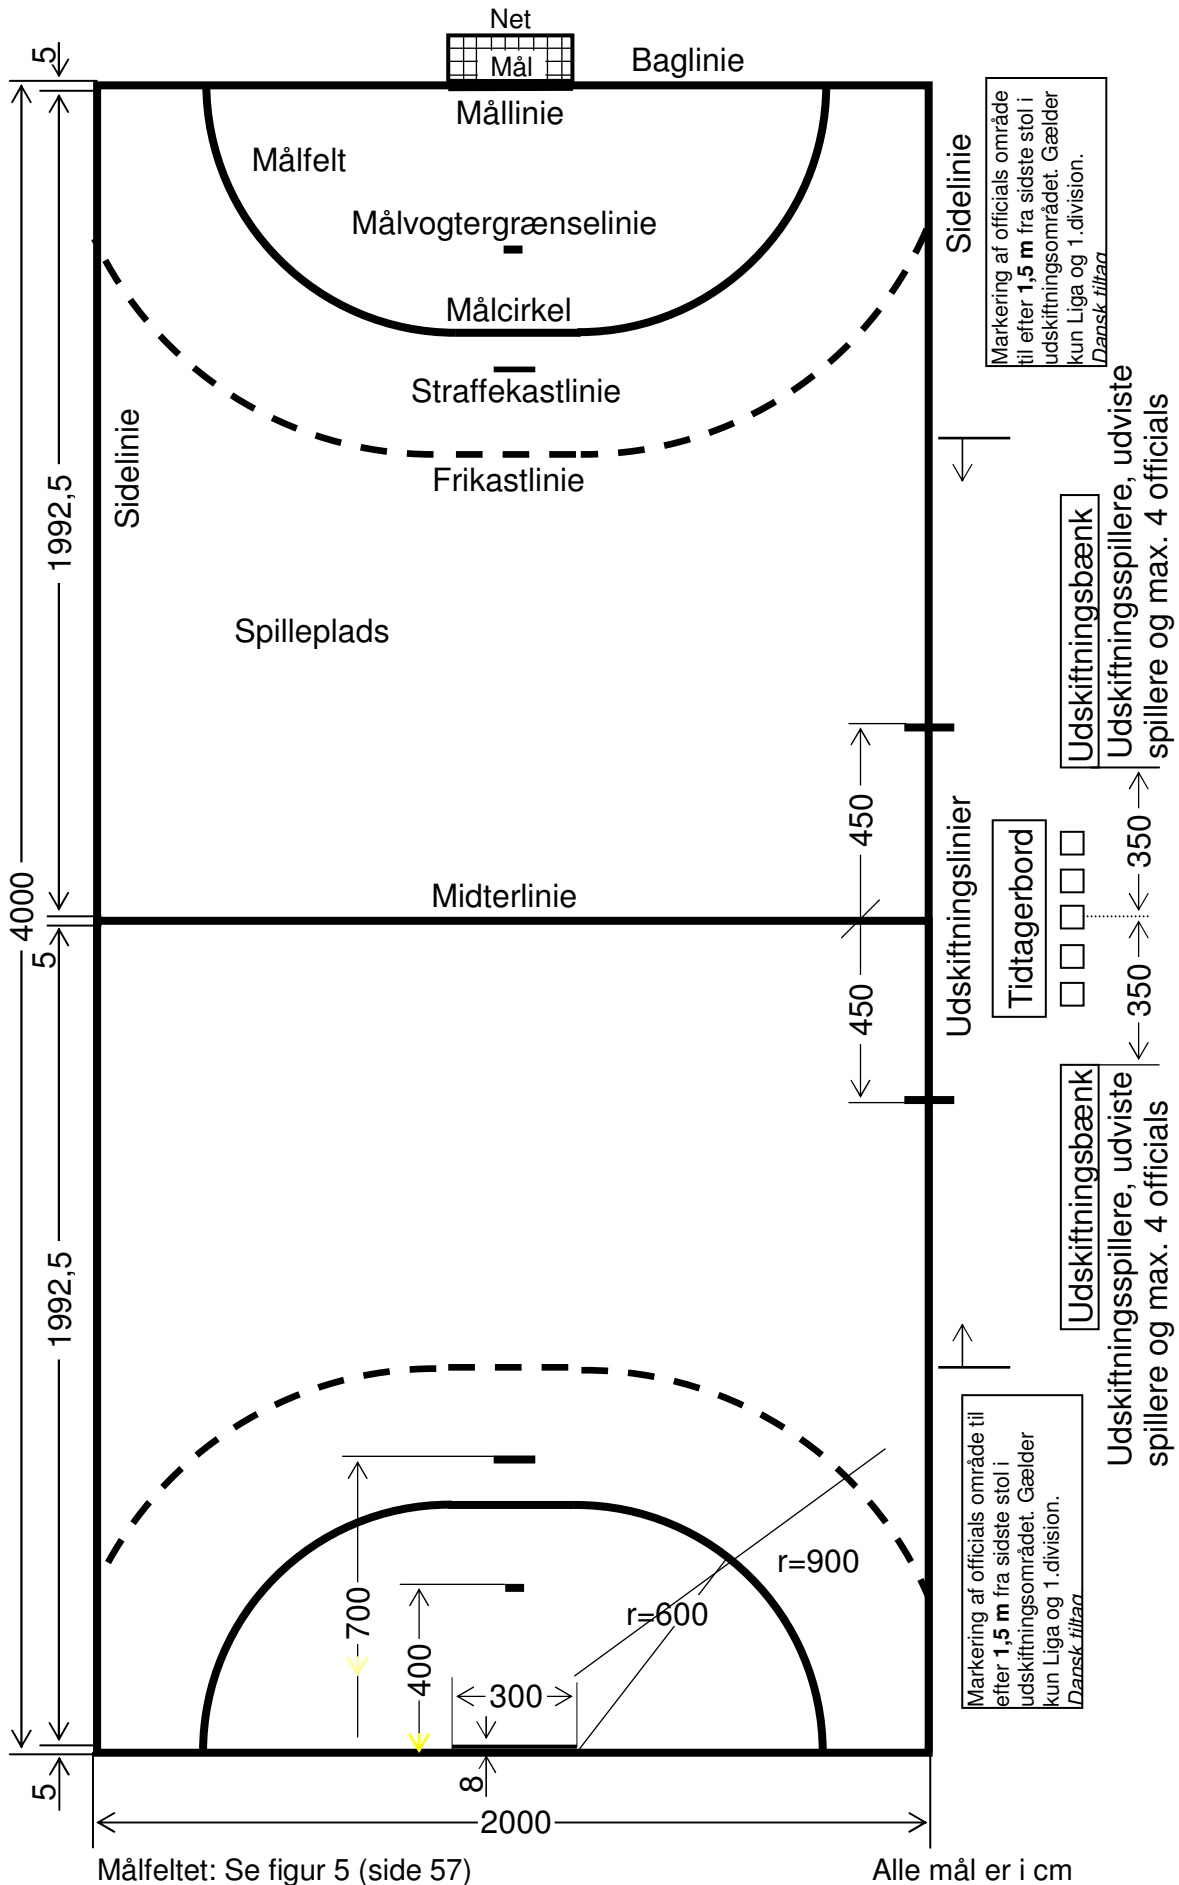 Net
Mål
Baglinie
5
Mållinie
Målfelt
Målvogtergrænselinie
Målcirkel
Straffekastlinie
Frikastlinie
Sidelinie
Sidelinie
Markering af officials område
til efter 1,5 m fra sidste stol i
udskiftningsområdet. Gælder
kun Liga og 1.division.
Dansk tiltag
1992,5
Spilleplads
Udskiftningsbænk
Udskiftningsspillere, udviste
spillere og max. 4 officials
450
Udskiftningslinier
Tidtagerbord
350
4000
Midterlinie
5
450
350
Udskiftningsbænk
Udskiftningsspillere, udviste
spillere og max. 4 officials
1992,5
Markering af officials område til
efter 1,5 m fra sidste stol i
udskiftningsområdet. Gælder
kun Liga og 1.division.
Dansk tiltag
r=900
r=600
700
400
300
8
5
2000
Målfeltet: Se figur 5 (side 57)
Alle mål er i cm